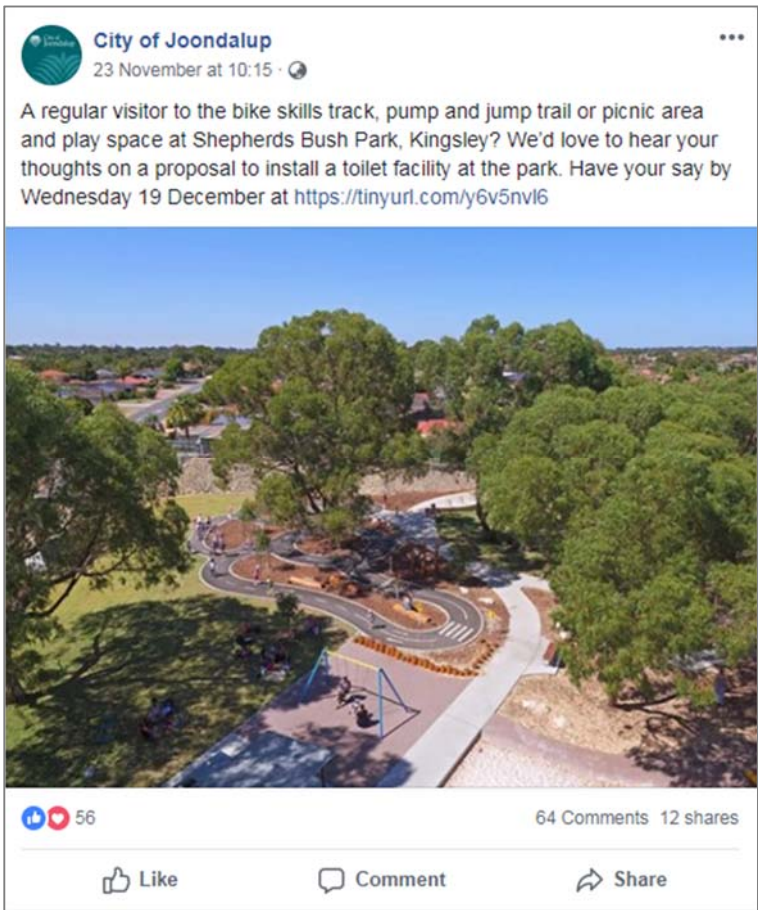 City of Joondalup
23 November at 10:15 ·
A regular visitor to the bike skills track, pump and jump trail or picnic area
and play space at Shepherds Bush Park, Kingsley? We'd love to hear your
thoughts on a proposal to install a toilet facility at the park. Have your say by
Wednesday 19 December at https://tinyurl.com/y6v5nvl6
56
64 Comments 12 shares
Like
Comment
Share